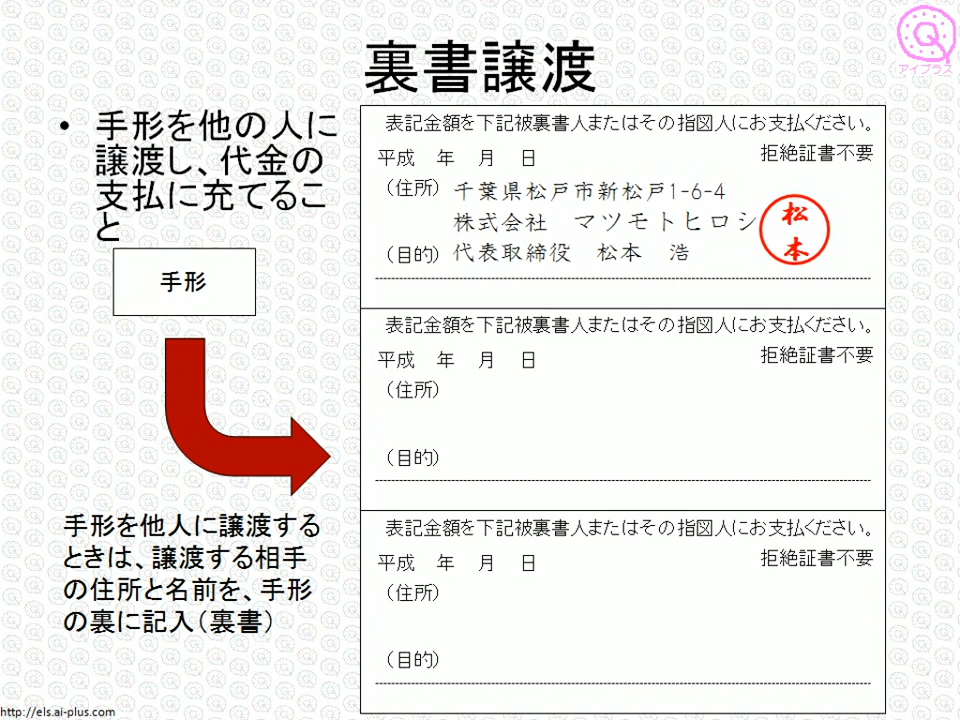 アイプラス
裏書譲渡
• 手形を他の人に
譲渡し、代金の
支払に充てるこ
と
手形
手形を他人に譲渡する
ときは、譲渡する相手
の住所と名前を、手形
の裏に記入（裏書）
表記金額を下記被裏書人またはその指図人にお支払ください。
平成　年　月　日　拒絶証書不要
（住所）千葉県松戸市新松戸1-6-4
株式会社　マツモトヒロシ
（目的）代表取締役　松本　浩
松
本
表記金額を下記被裏書人またはその指図人にお支払ください。
平成　年　月　日　拒絶証書不要
（住所）
（目的）
表記金額を下記被裏書人またはその指図人にお支払ください。
平成　年　月　日　拒絶証書不要
（住所）
（目的）
http://els.ai-plus.com